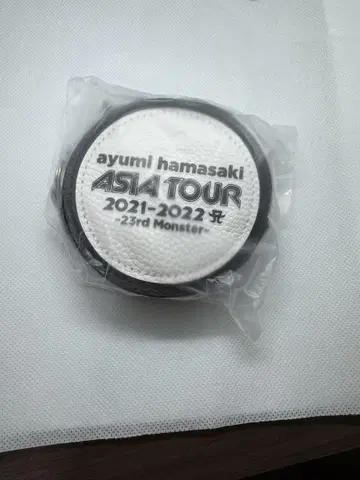 ayumi hamasaki
ASIA TOUR
2021-2022 A
-23rd Monster-